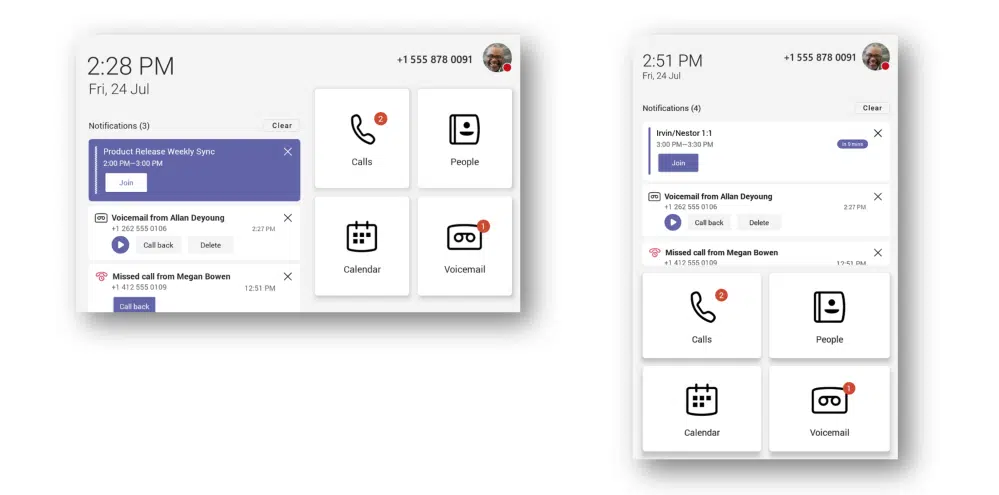 2:28 PM
Fri, 24 Jul
+1 555 878 0091
Notifications (3)
Clear
Product Release Weekly Sync
2:00 PM—3:00 PM
Join
Voicemail from Allan Deyoung
+1 262 555 0106
2:27 PM
Call back
Delete
Missed call from Megan Bowen
+1 412 555 0109
12:51 PM
Call back
2
Calls
People
Calendar
1
Voicemail
2:51 PM
Fri, 24 Jul
+1 555 878 0091
Notifications (4)
Clear
Irvin/Nestor 1:1
3:00 PM—3:30 PM
In 9 mins
Join
Voicemail from Allan Deyoung
+1 262 555 0106
2:27 PM
Call back
Delete
Missed call from Megan Bowen
+1 412 555 0109
12:51 PM
2
Calls
People
Calendar
1
Voicemail